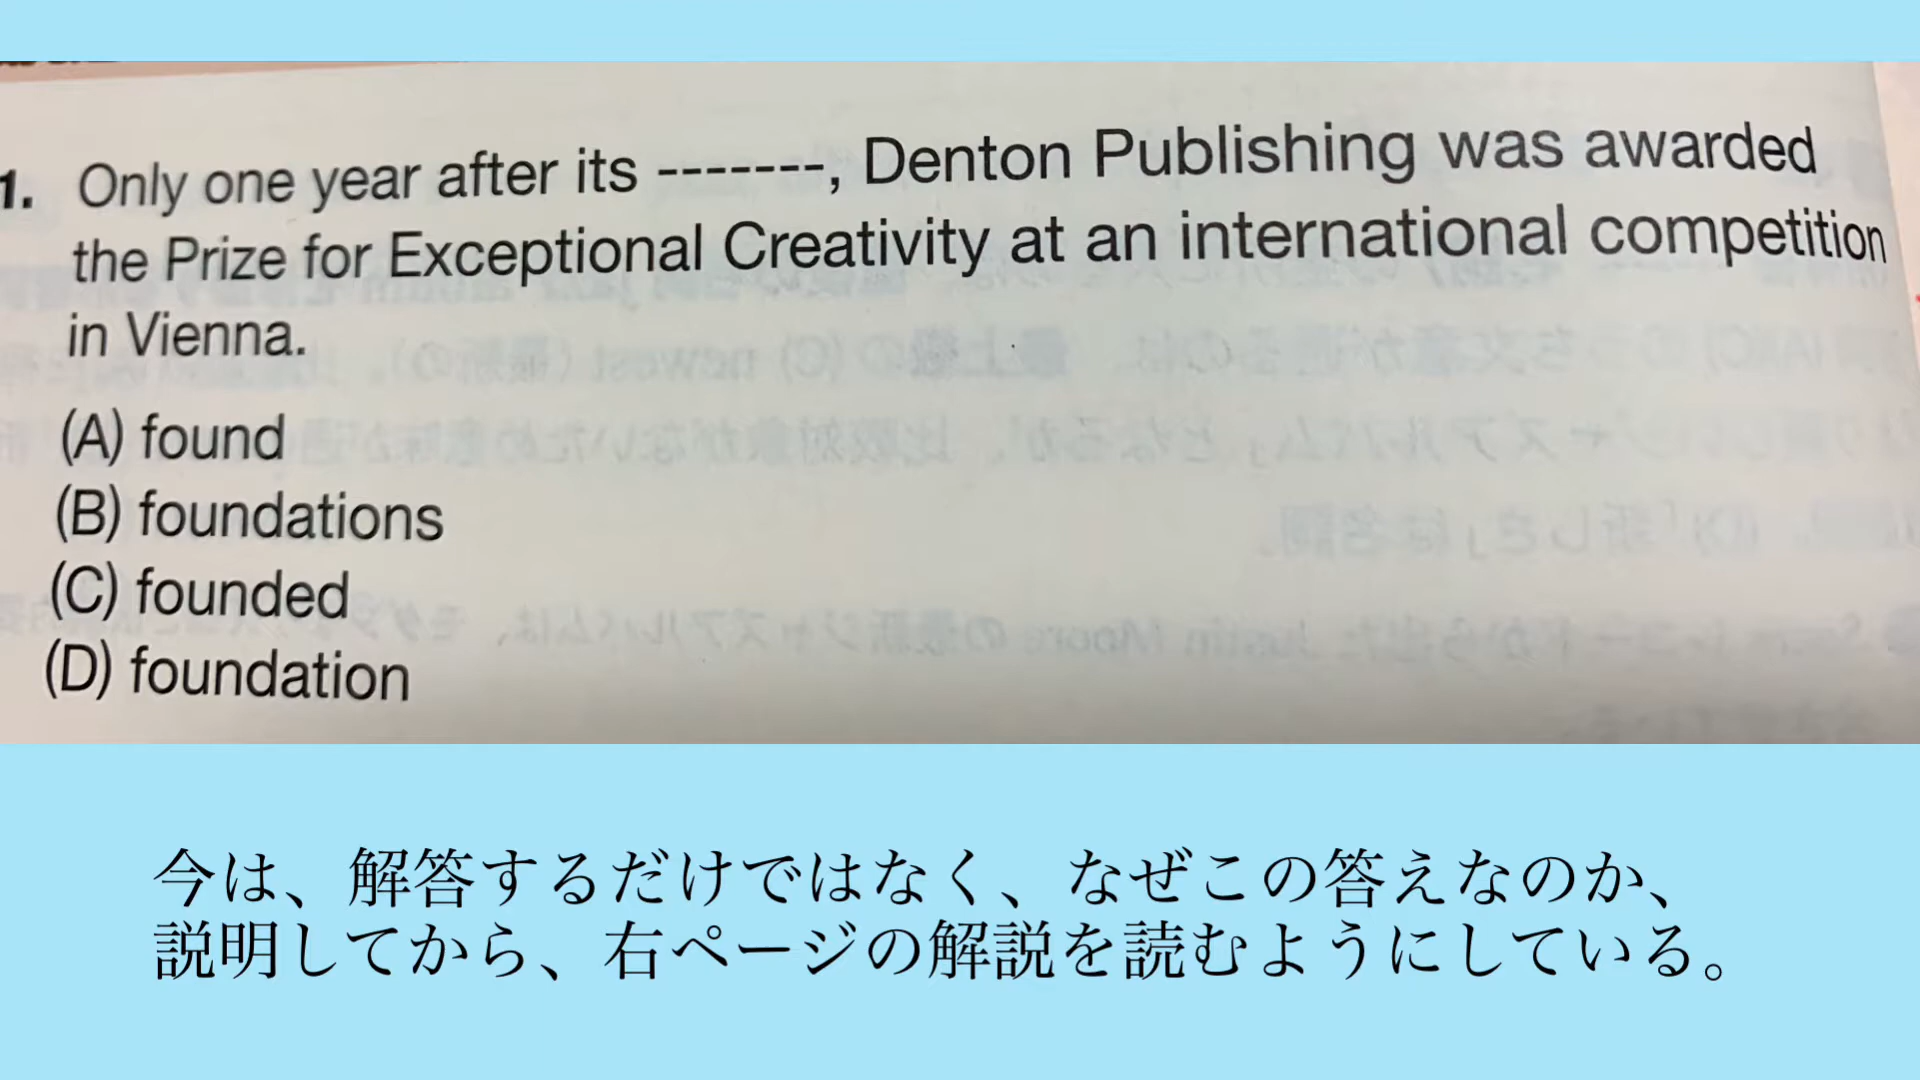 1. Only one year after its -------, Denton Publishing was awarded
the Prize for Exceptional Creativity at an international competition
in Vienna.
(A) found
(B) foundations
(C) founded
(D) foundation
今は、解答するだけではなく、なぜこの答えなのか、
説明してから、右ページの解説を読むようにしている。